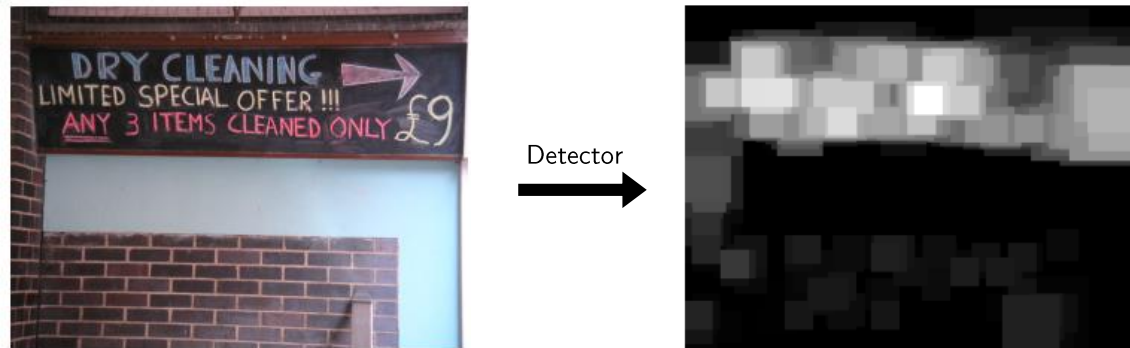 DRY CLEANING
LIMITED SPECIAL OFFER !!!
ANY 3 ITEMS CLEANED ONLY £9
Detector